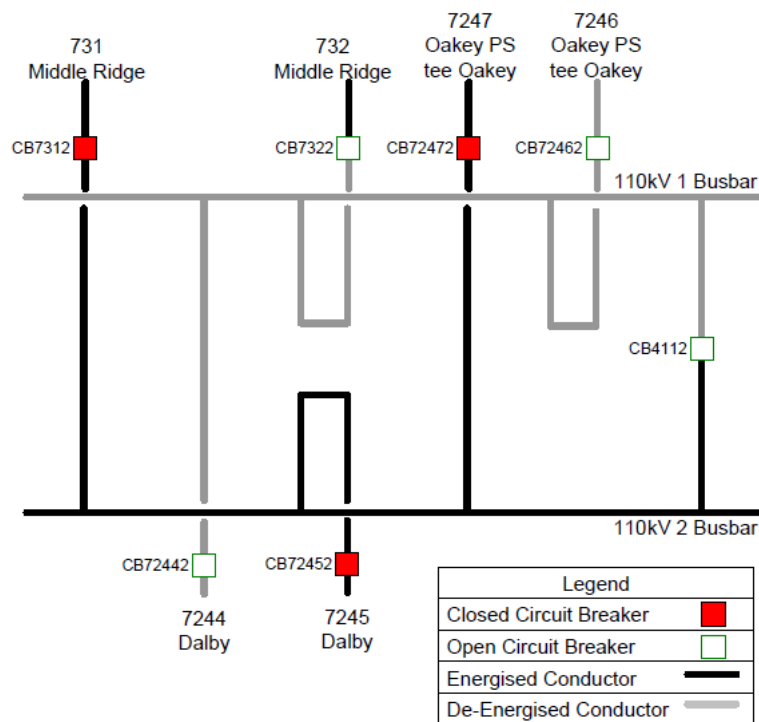 731
Middle Ridge
732
Middle Ridge
7247
Oakey PS
tee Oakey
7246
Oakey PS
tee Oakey
CB7312
CB7322
CB72472
CB72462
110kV 1 Busbar
CB4112
110kV 2 Busbar
CB72442
CB72452
7244
Dalby
7245
Dalby
Legend
Closed Circuit Breaker
Open Circuit Breaker
Energised Conductor
De-Energised Conductor